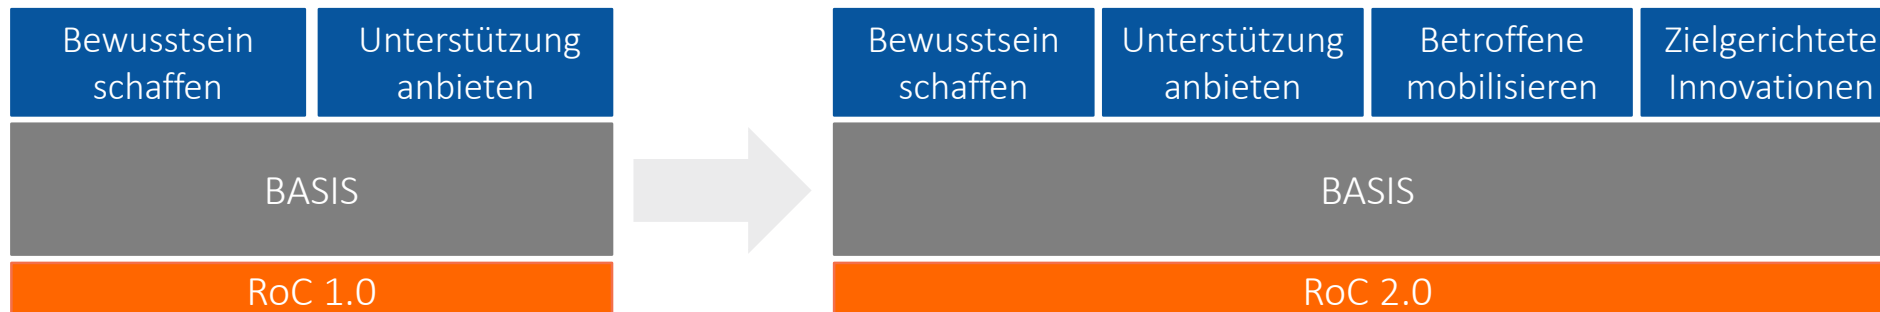 Bewusstsein
schaffen
Unterstützung
anbieten
BASIS
RoC 1.0
Bewusstsein
schaffen
Unterstützung
anbieten
Betroffene
mobilisieren
Zielgerichtete
Innovationen
BASIS
RoC 2.0